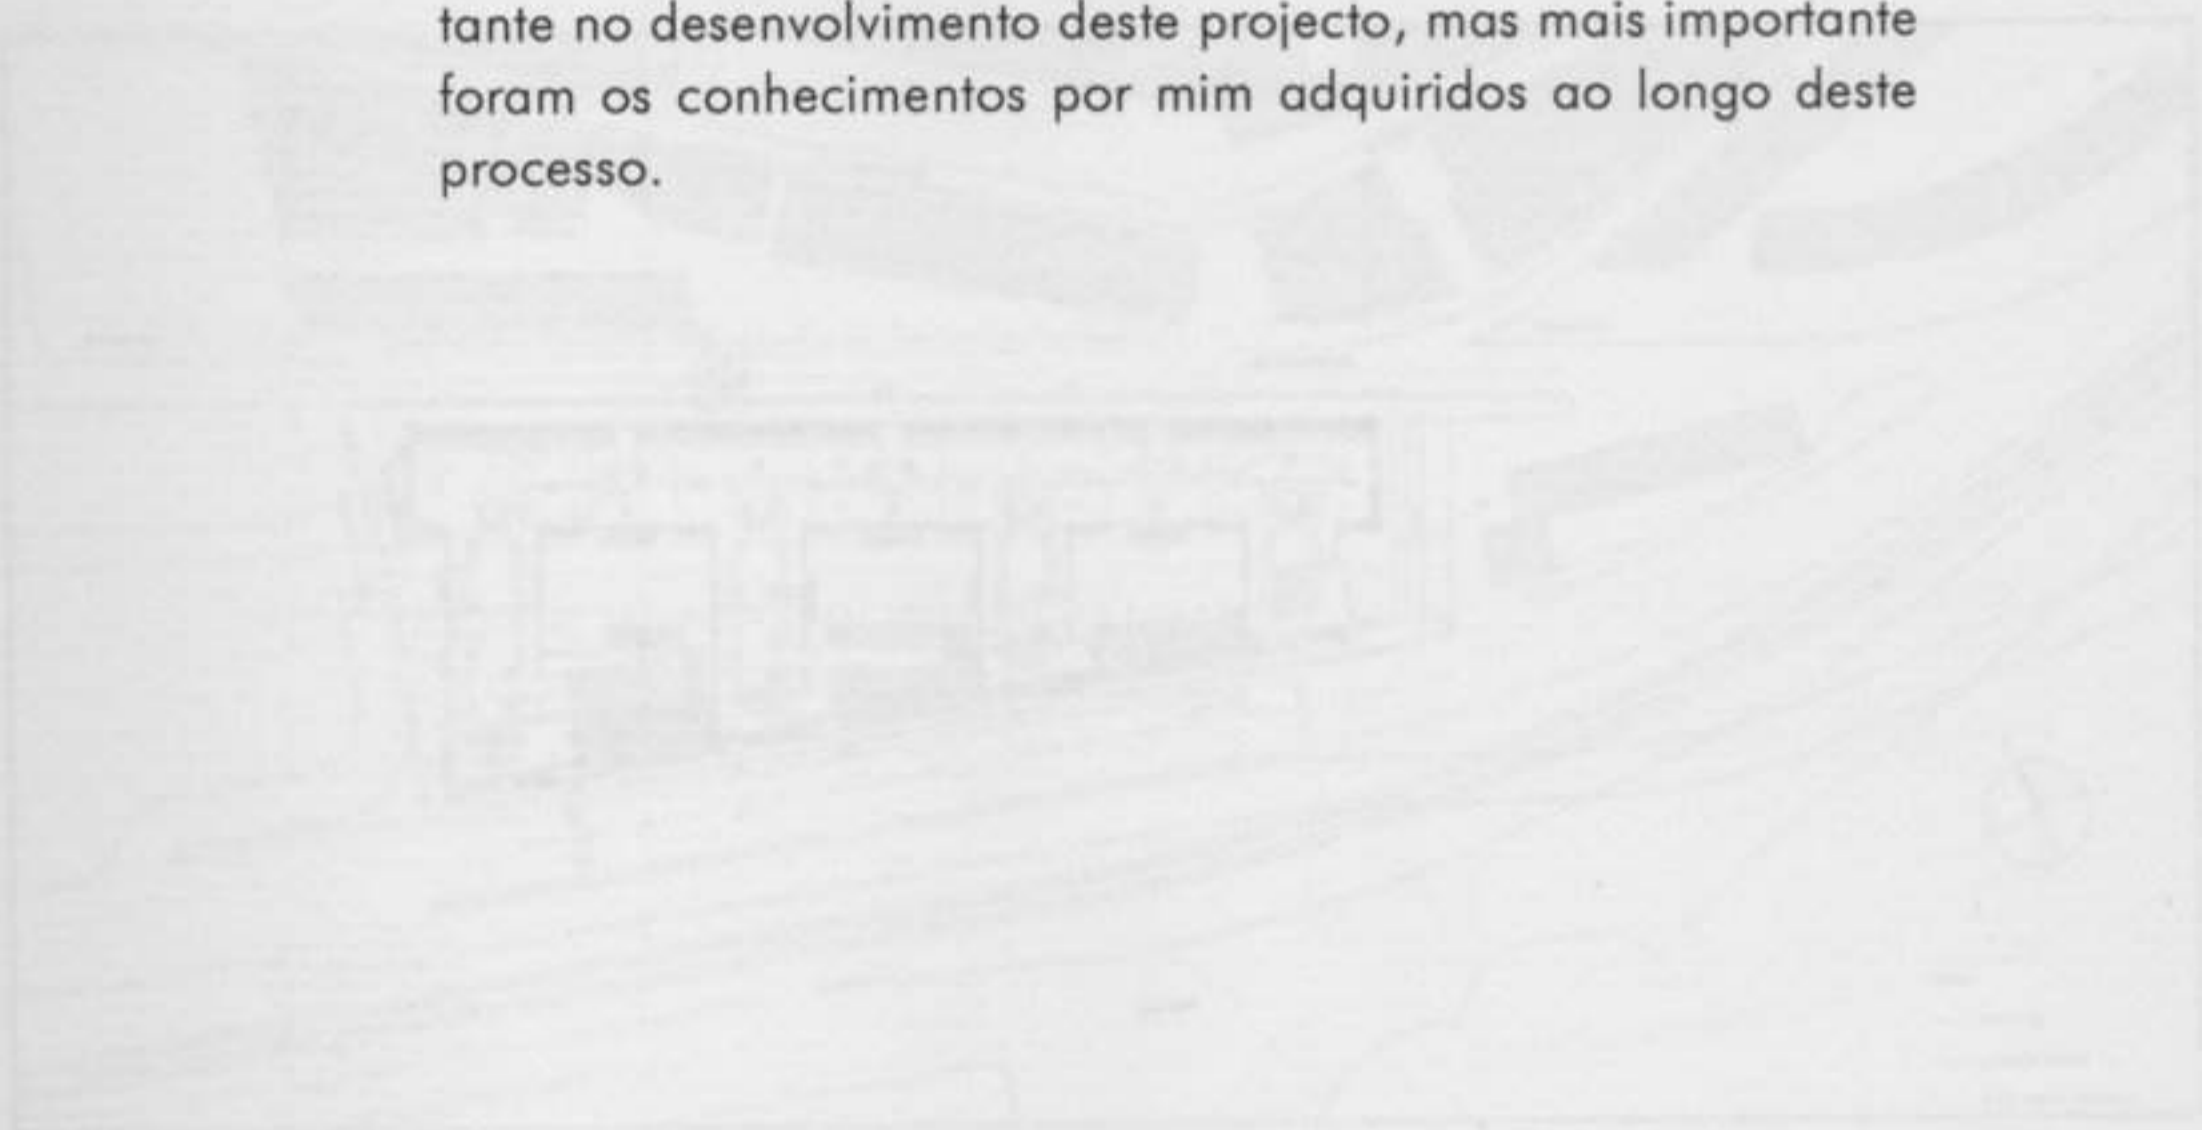 tante no desenvolvimento deste projecto, mas mais importante
foram os conhecimentos por mim adquiridos ao longo deste
processo.